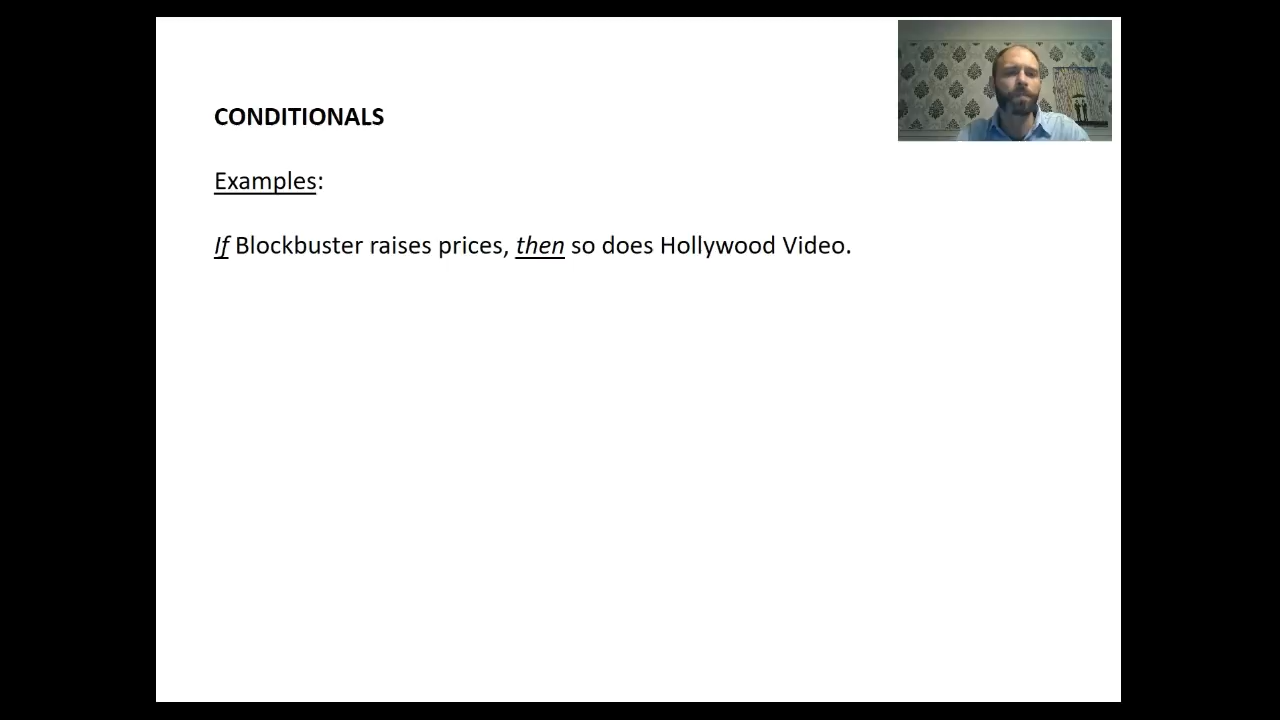 CONDITIONALS
Examples:
If Blockbuster raises prices, then so does Hollywood Video.